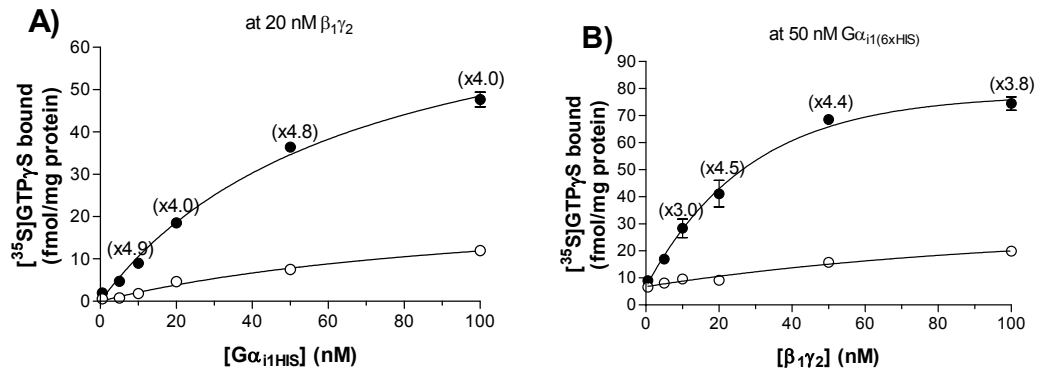 A)
at 20 nM β₁γ₂
[³⁵S]GTPγS bound
(fmol/mg protein)
60
50
40
30
20
10
0
(x4.9)
(x4.0)
(x4.8)
(x4.0)
0
20
40
60
80
100
[Gαi1HIS] (nM)
B)
at 50 nM Gαi1(6xHIS)
[³⁵S]GTPγS bound
(fmol/mg protein)
90
80
70
60
50
40
30
20
10
0
(x3.0)
(x4.5)
(x4.4)
(x3.8)
0
20
40
60
80
100
[β₁γ₂] (nM)